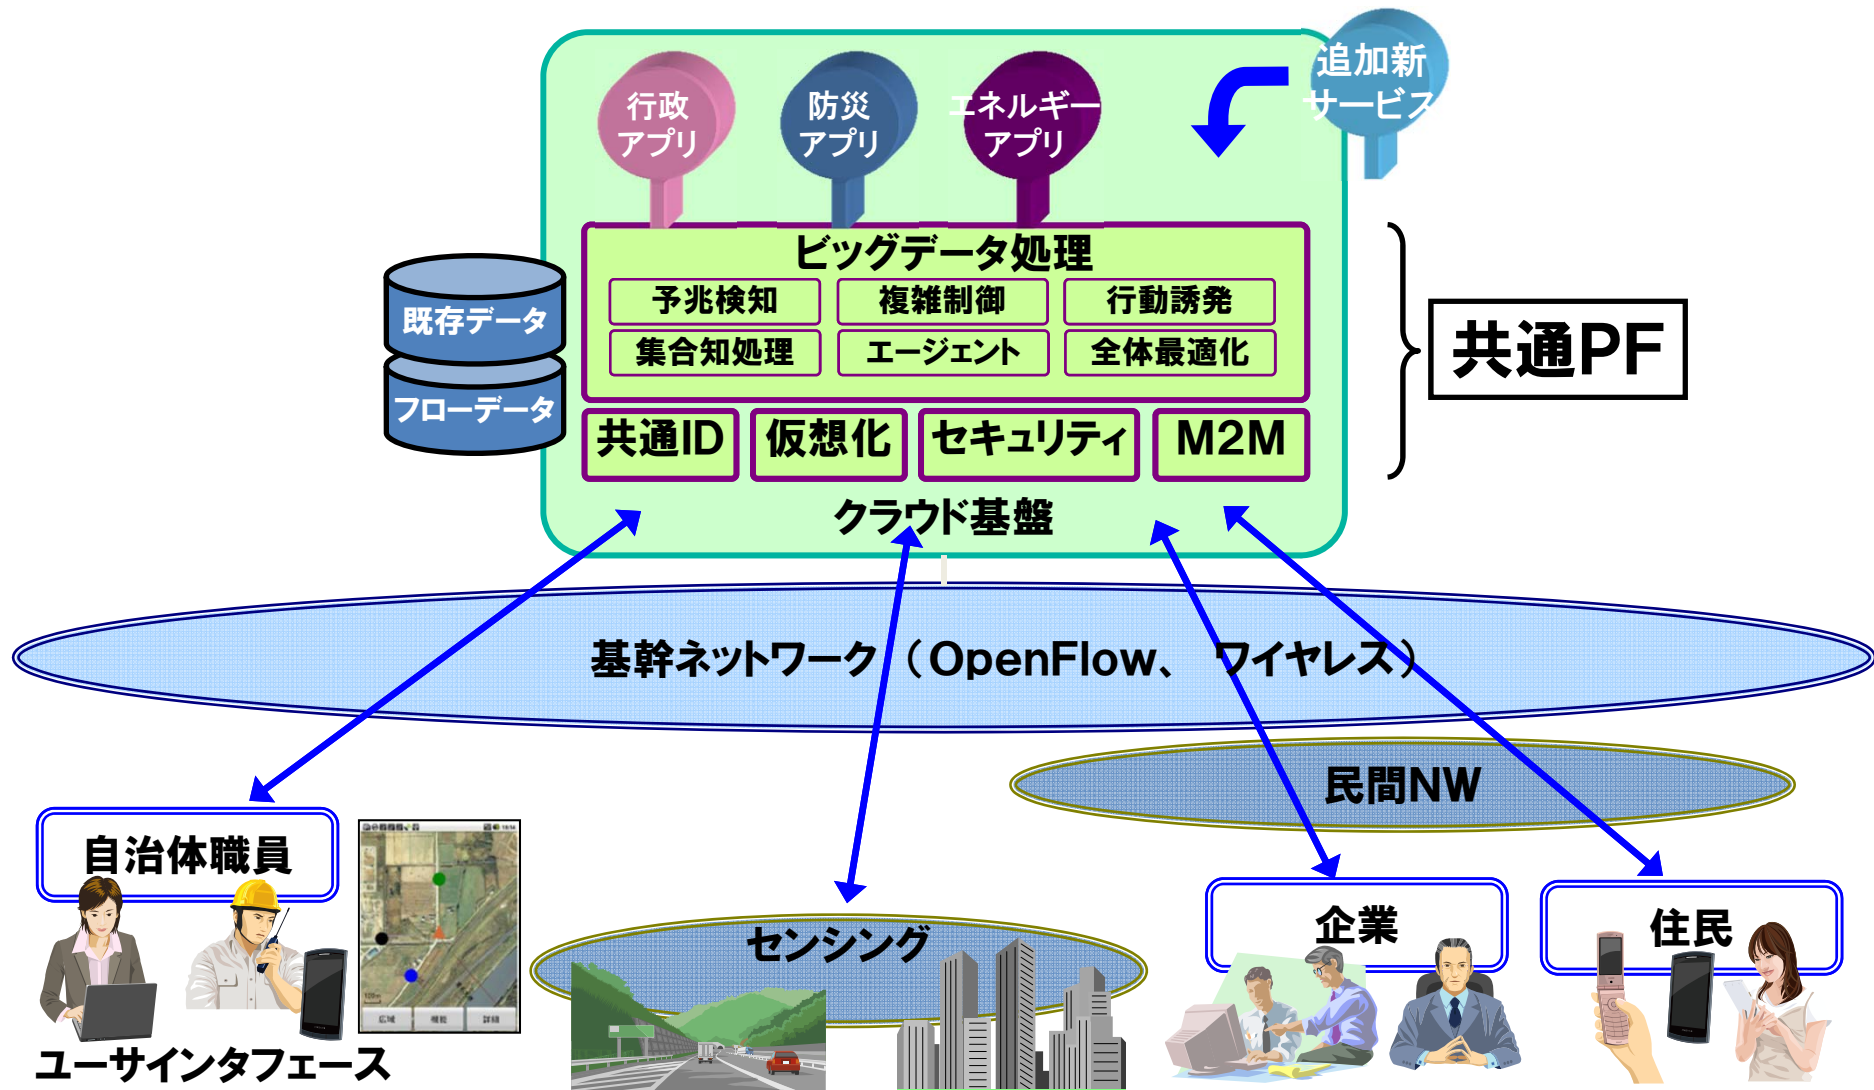 追加新
サービス
行政
アプリ
防災
アプリ
エネルギー
アプリ
ビッグデータ処理
予兆検知
複雑制御
行動誘発
集合知処理
エージェント
全体最適化
既存データ
フローデータ
共通PF
共通ID
仮想化
セキュリティ
M2M
クラウド基盤
基幹ネットワーク（OpenFlow、 ワイヤレス）
民間NW
自治体職員
センシング
企業
住民
広域
機能
詳細
ユーサインタフェース